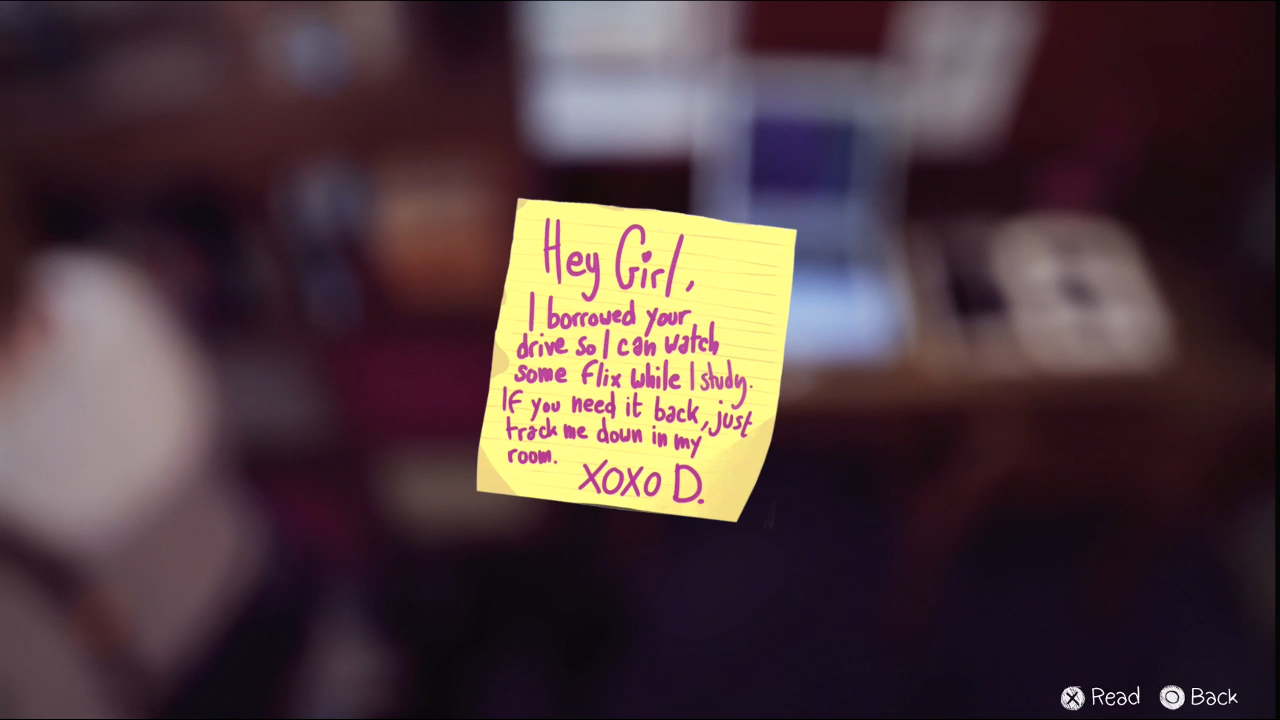 Hey Girl,
I borrowed your
drive so I can watch
some flix while I study.
If you need it back, just
track me down in my
room.
XOXO D.
Read Back